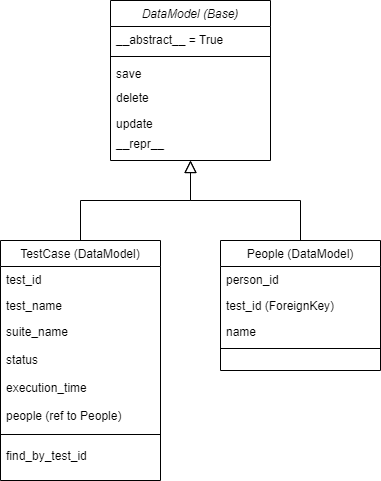 DataModel (Base)
__abstract__ = True
save
delete
update
__repr__
TestCase (DataModel)
test_id
test_name
suite_name
status
execution_time
people (ref to People)
find_by_test_id
People (DataModel)
person_id
test_id (ForeignKey)
name